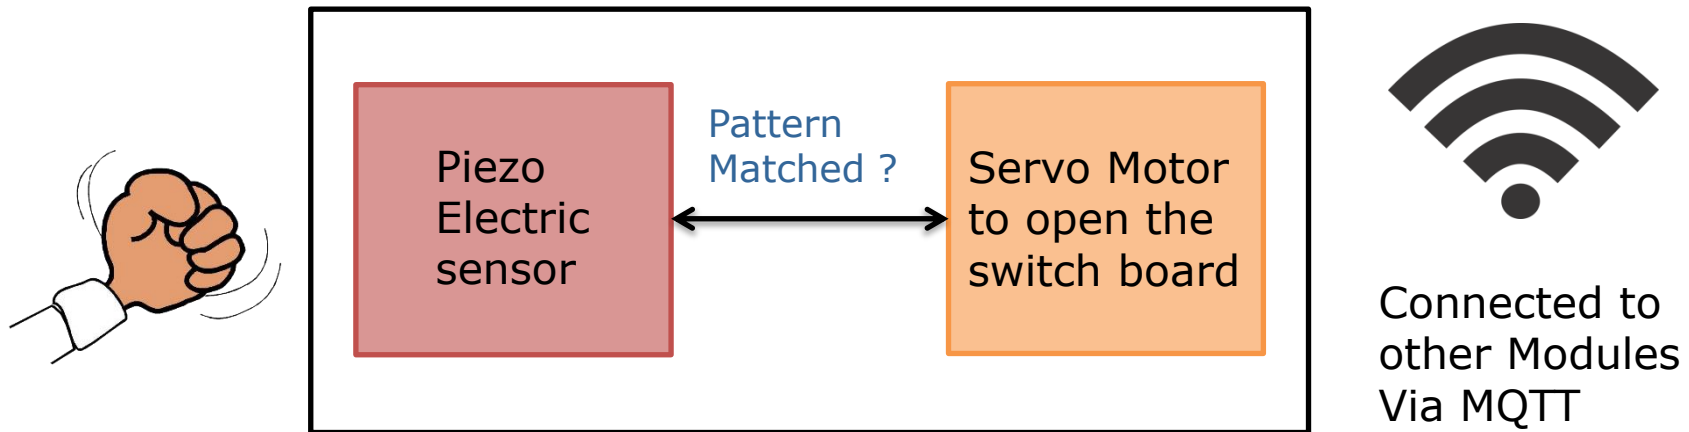 Piezo
Electric
sensor
Pattern
Matched ?
Servo Motor
to open the
switch board
Connected to
other Modules
Via MQTT